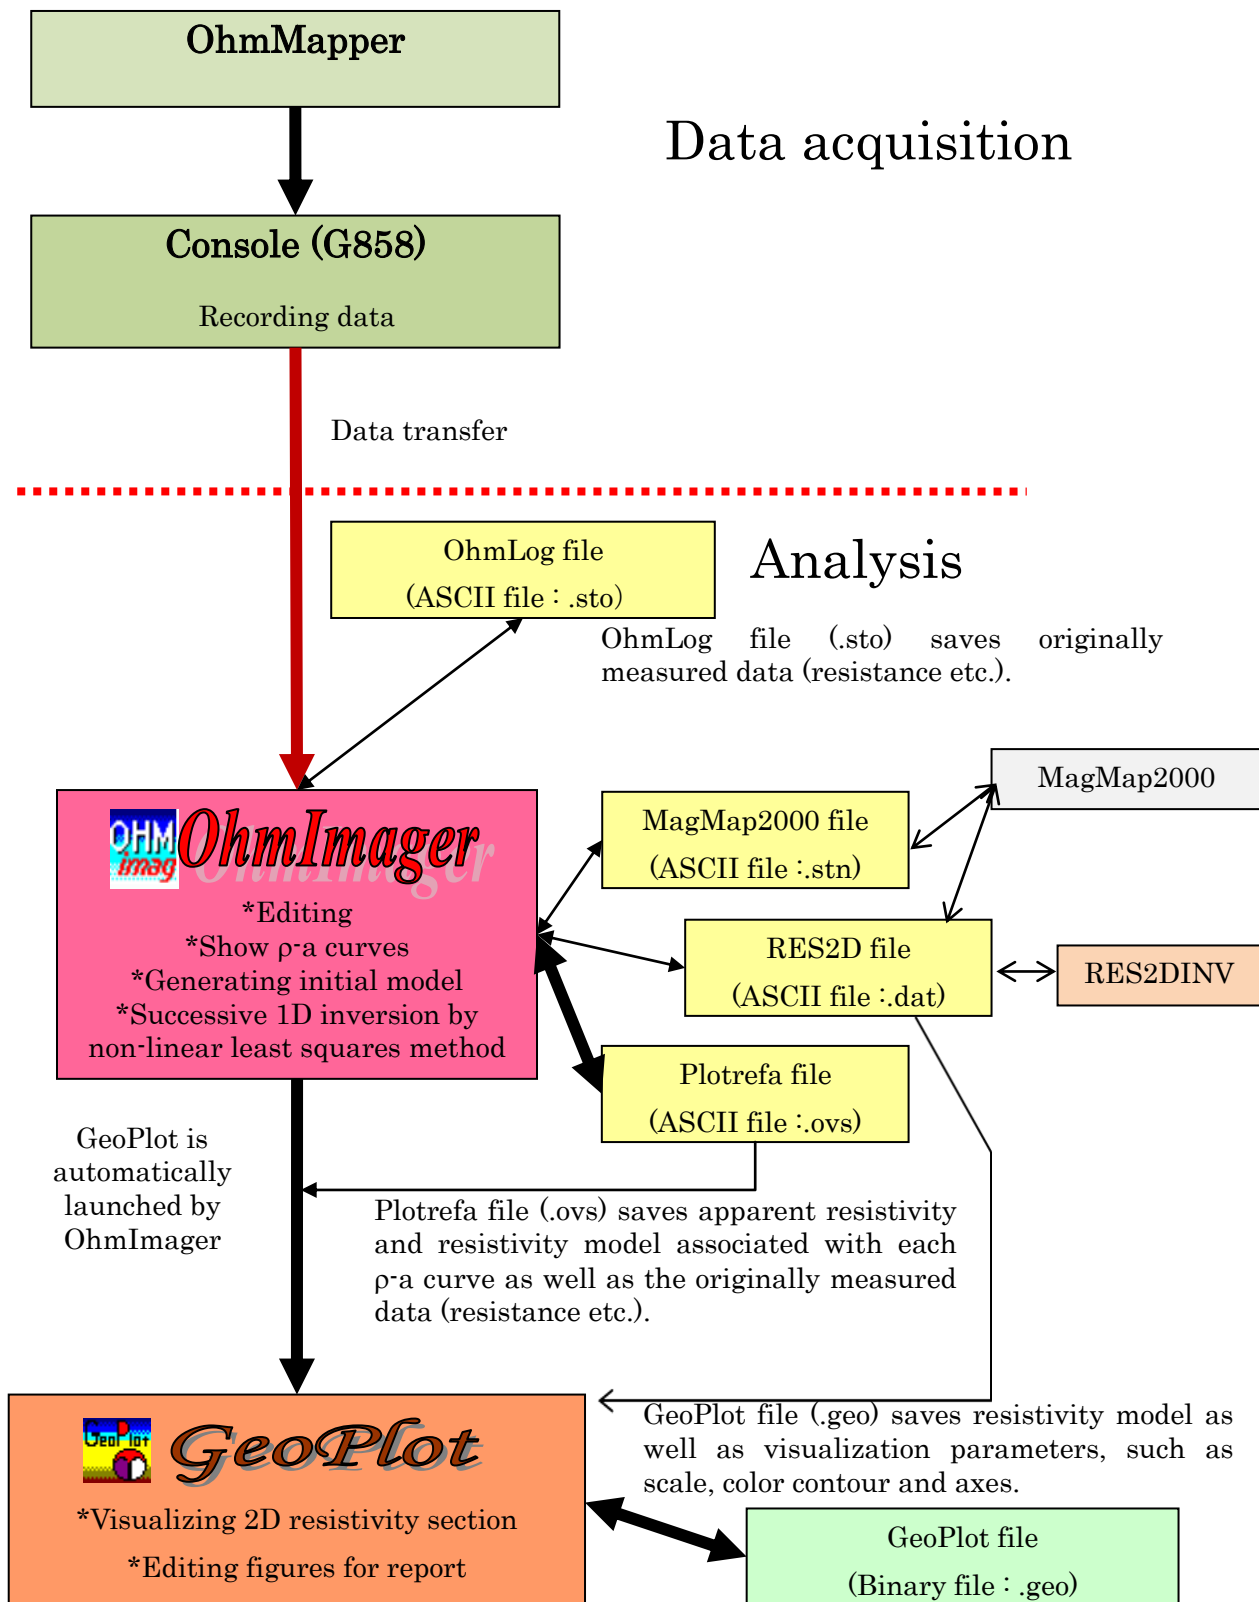 OhmMapper
Data acquisition
Console (G858)
Recording data
Data transfer
OhmLog file
(ASCII file : .sto)
Analysis
OhmLog file (.sto) saves originally
measured data (resistance etc.).
MagMap2000
OHM
imag
OhmImager
*Editing
*Show ρ-a curves
*Generating initial model
*Successive 1D inversion by
non-linear least squares method
MagMap2000 file
(ASCII file :.stn)
RES2D file
(ASCII file :.dat)
RES2DINV
Plotrefa file
(ASCII file :.ovs)
GeoPlot is
automatically
launched by
OhmImager
Plotrefa file (.ovs) saves apparent resistivity
and resistivity model associated with each
ρ-a curve as well as the originally measured
data (resistance etc.).
GeoPlot
GeoPlot
*Visualizing 2D resistivity section
*Editing figures for report
GeoPlot file (.geo) saves resistivity model as
well as visualization parameters, such as
scale, color contour and axes.
GeoPlot file
(Binary file : .geo)